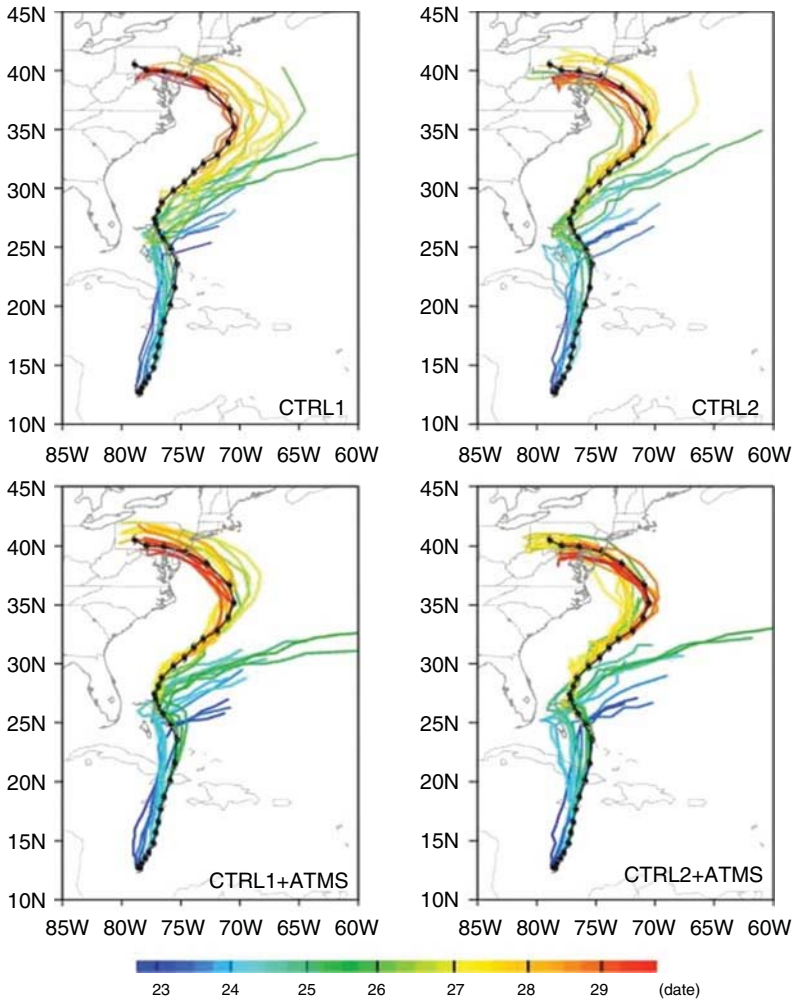 45N 45N
40N 40N
35N 35N
30N 30N
25N 25N
20N 20N
15N 15N
CTRL1 CTRL2
10N 10N
85W 80W 75W 70W 65W 60W 85W 80W 75W 70W 65W 60W
45N 45N
40N 40N
35N 35N
30N 30N
25N 25N
20N 20N
15N 15N
CTRL1+ATMS CTRL2+ATMS
10N 10N
85W 80W 75W 70W 65W 60W 85W 80W 75W 70W 65W 60W
23 24 25 26 27 28 29 (date)